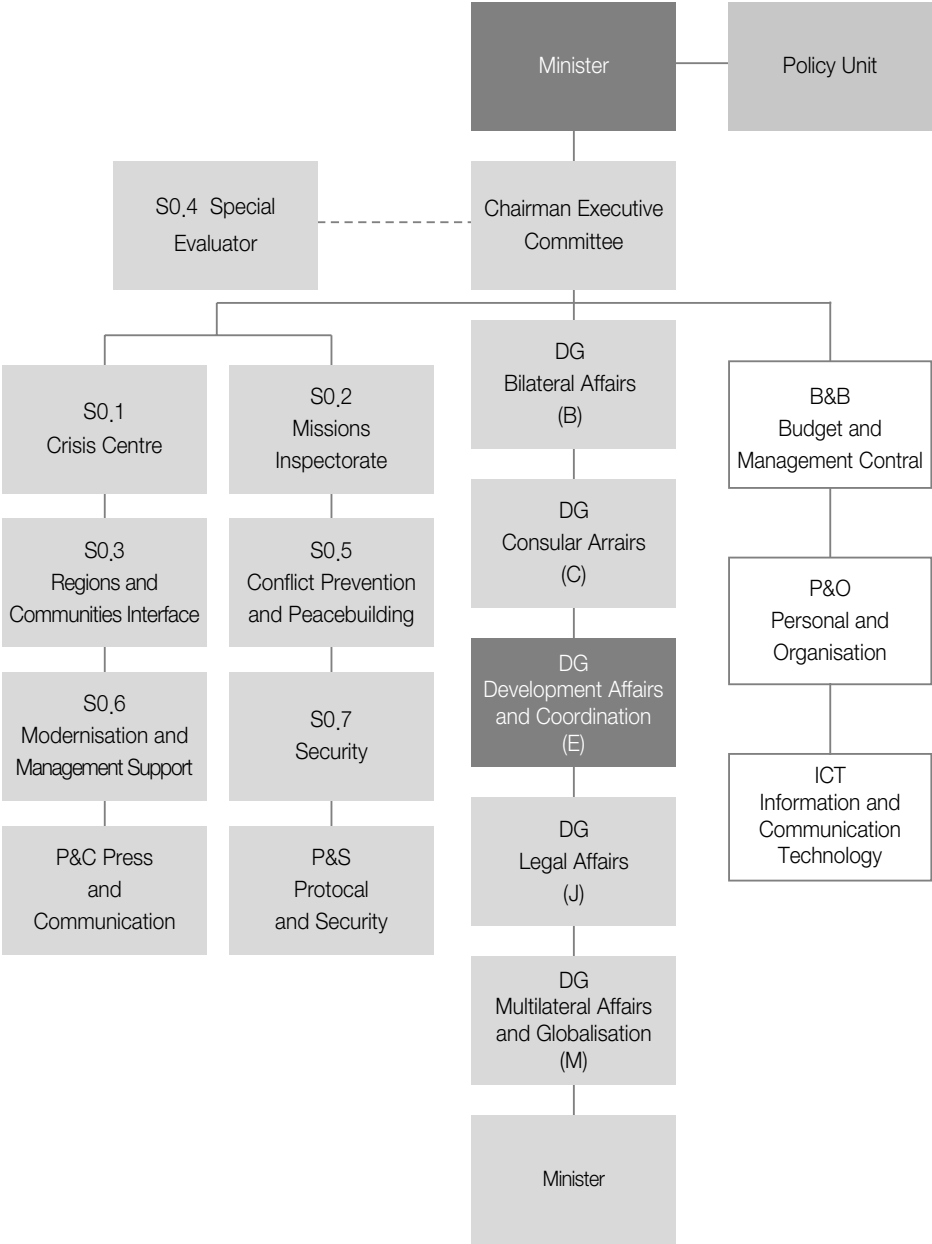 Minister
Policy Unit
S0.4 Special
Evaluator
Chairman Executive
Committee
S0.1
Crisis Centre
S0.2
Missions
Inspectorate
DG
Bilateral Affairs
(B)
B&B
Budget and
Management Contral
S0.3
Regions and
Communities Interface
S0.5
Conflict Prevention
and Peacebuilding
DG
Consular Arrairs
(C)
P&O
Personal and
Organisation
S0.6
Modernisation and
Management Support
S0.7
Security
DG
Development Affairs
and Coordination
(E)
ICT
Information and
Communication
Technology
P&C Press
and
Communication
P&S
Protocal
and Security
DG
Legal Affairs
(J)
DG
Multilateral Affairs
and Globalisation
(M)
Minister